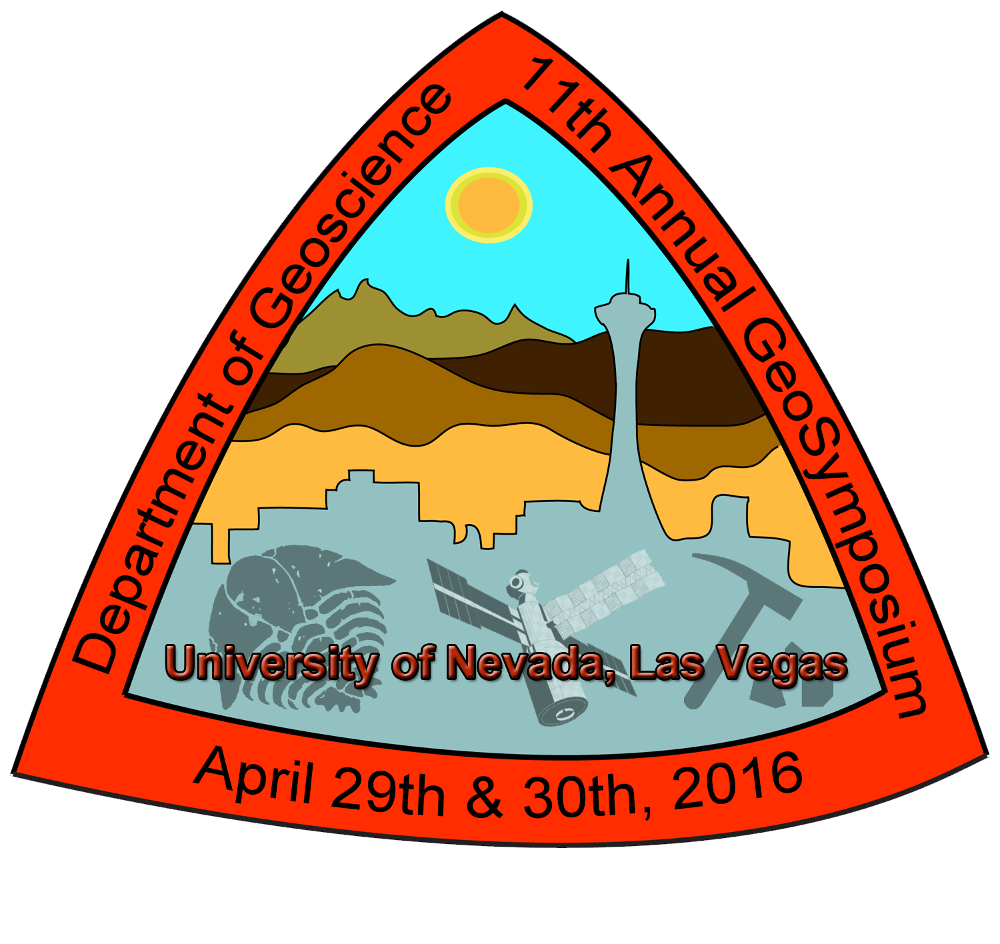 Department of Geoscience
11th Annual GeoSymposium
University of Nevada, Las Vegas
April 29th & 30th, 2016